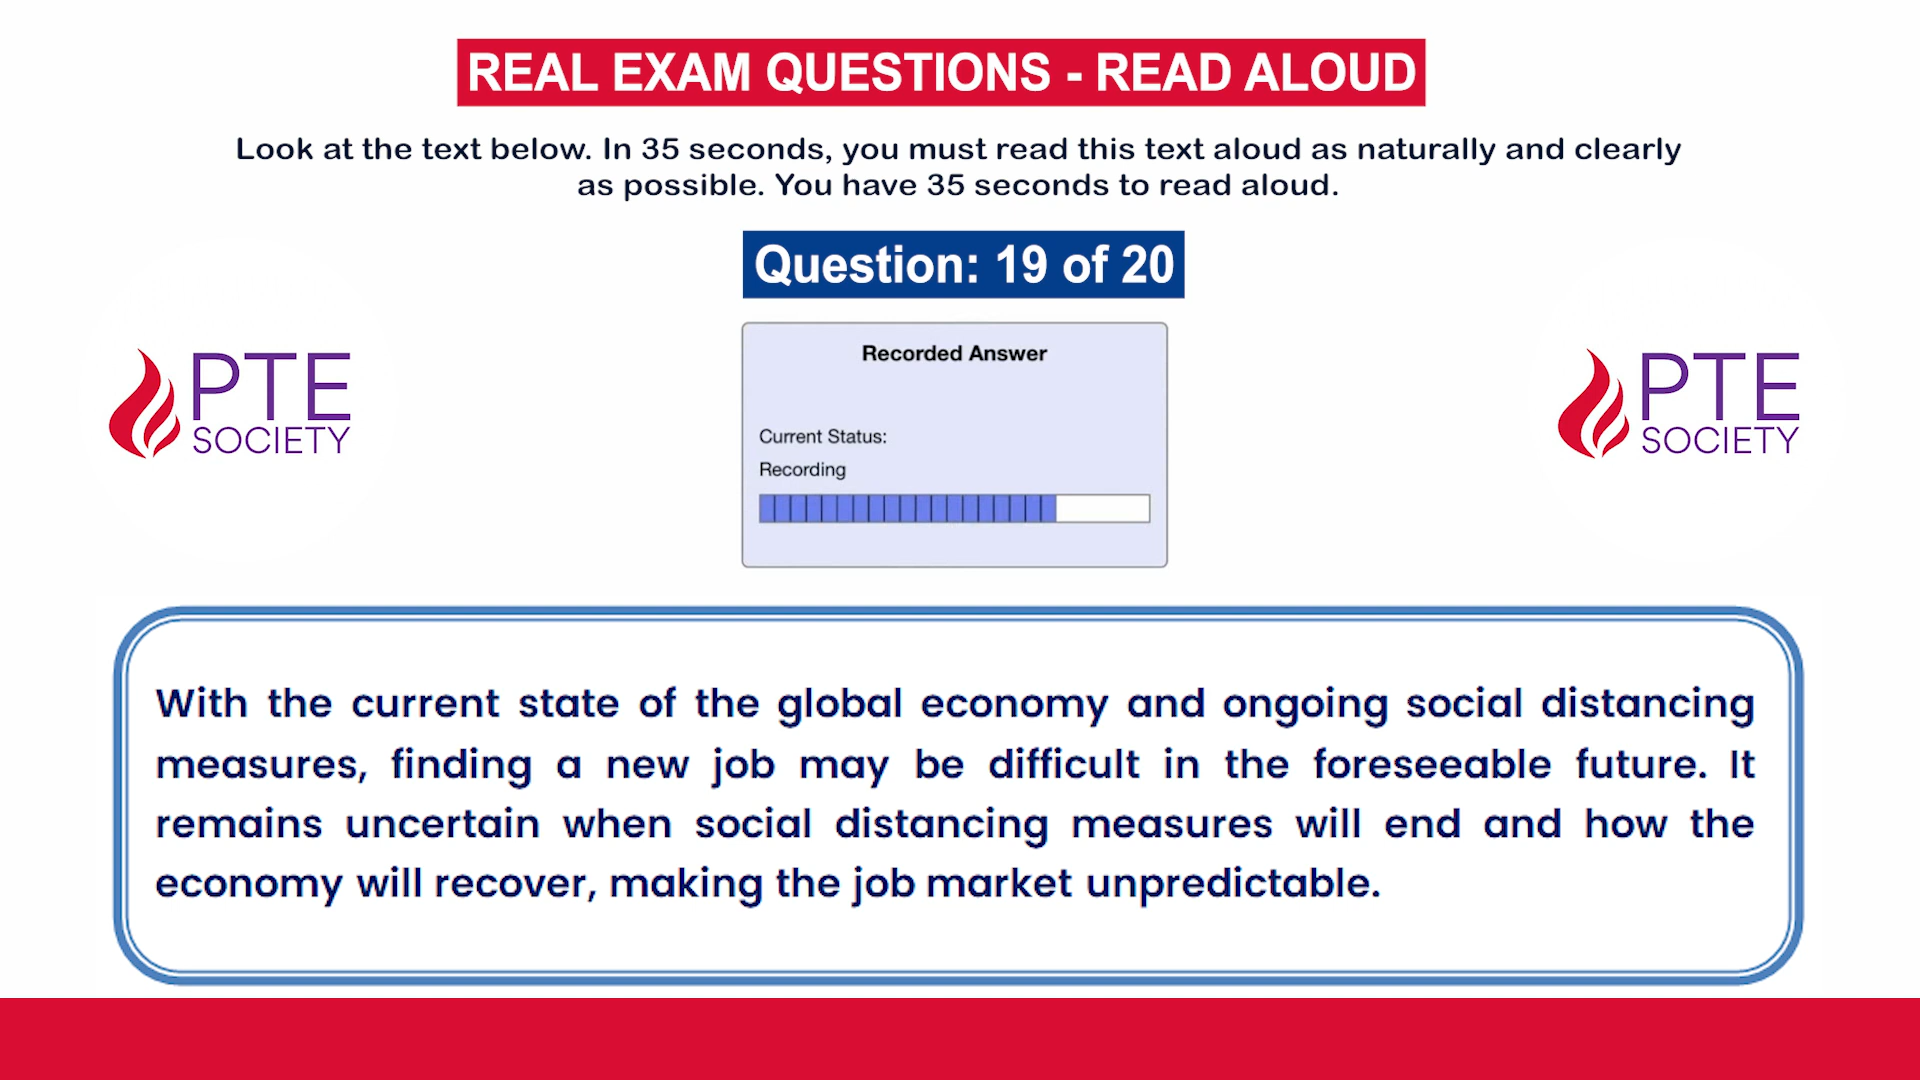 REAL EXAM QUESTIONS - READ ALOUD
Look at the text below. In 35 seconds, you must read this text aloud as naturally and clearly
as possible. You have 35 seconds to read aloud.
Question: 19 of 20
PTE
SOCIETY
Recorded Answer
Current Status:
Recording
PTE
SOCIETY
With the current state of the global economy and ongoing social distancing
measures, finding a new job may be difficult in the foreseeable future. It
remains uncertain when social distancing measures will end and how the
economy will recover, making the job market unpredictable.